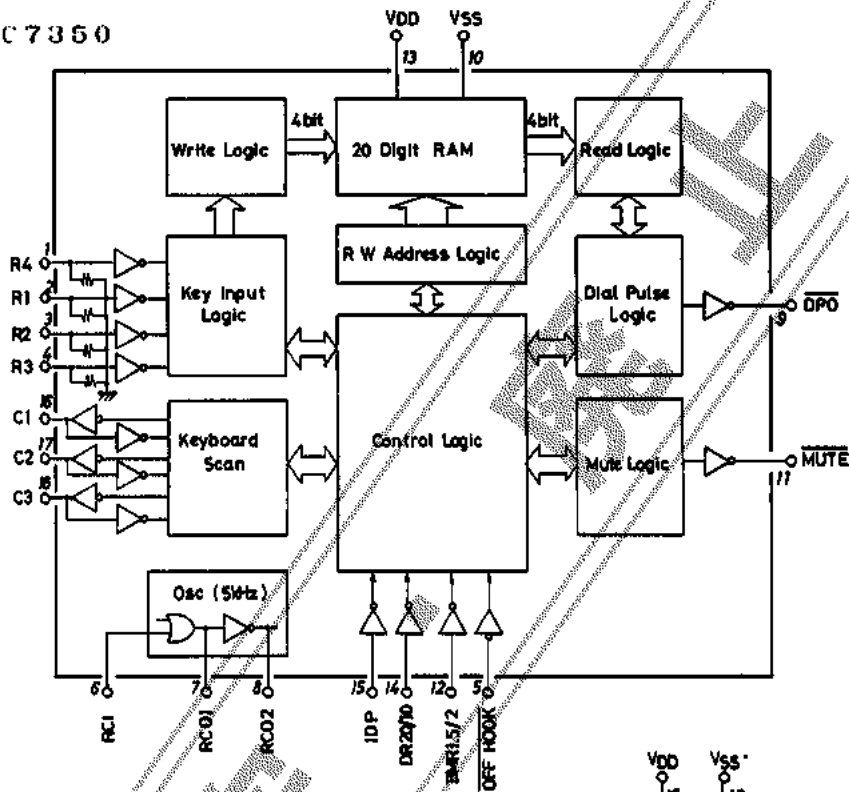 C7350
VDD VSS
13 10
Write Logic
4bit
20 Digit RAM
4bit
Read Logic
R W Address Logic
R4 1
R1 2
R2 3
R3 4
Key Input
Logic
Dial Pulse
Logic
DPO
9
C1
C2 17
C3
Keyboard
Scan
Control Logic
Mute Logic
MUTE
11
Osc (5kHz)
6 7 8 15 14 12 5
RCI
RCO1
RCO2
IDP
DR20/10
BMR1.5/2
OFF HOOK
VDD VSS